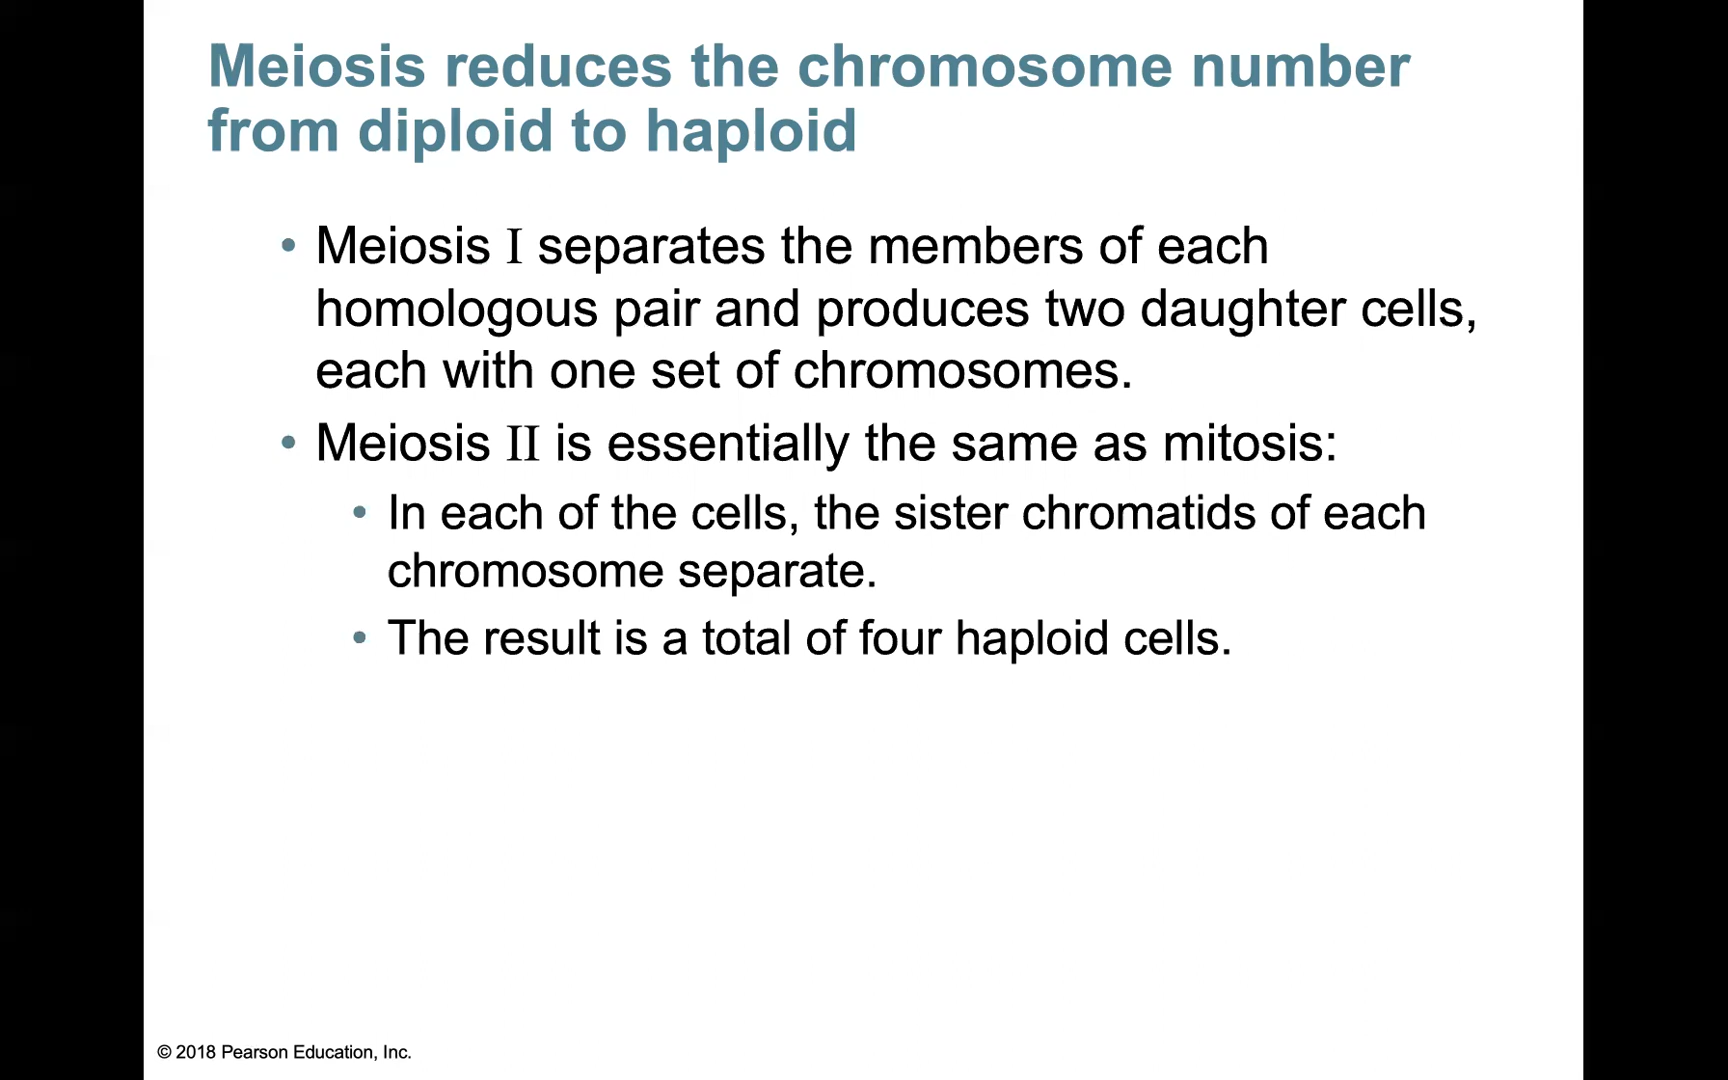 Meiosis reduces the chromosome number
from diploid to haploid
• Meiosis I separates the members of each
homologous pair and produces two daughter cells,
each with one set of chromosomes.
• Meiosis II is essentially the same as mitosis:
• In each of the cells, the sister chromatids of each
chromosome separate.
• The result is a total of four haploid cells.
© 2018 Pearson Education, Inc.